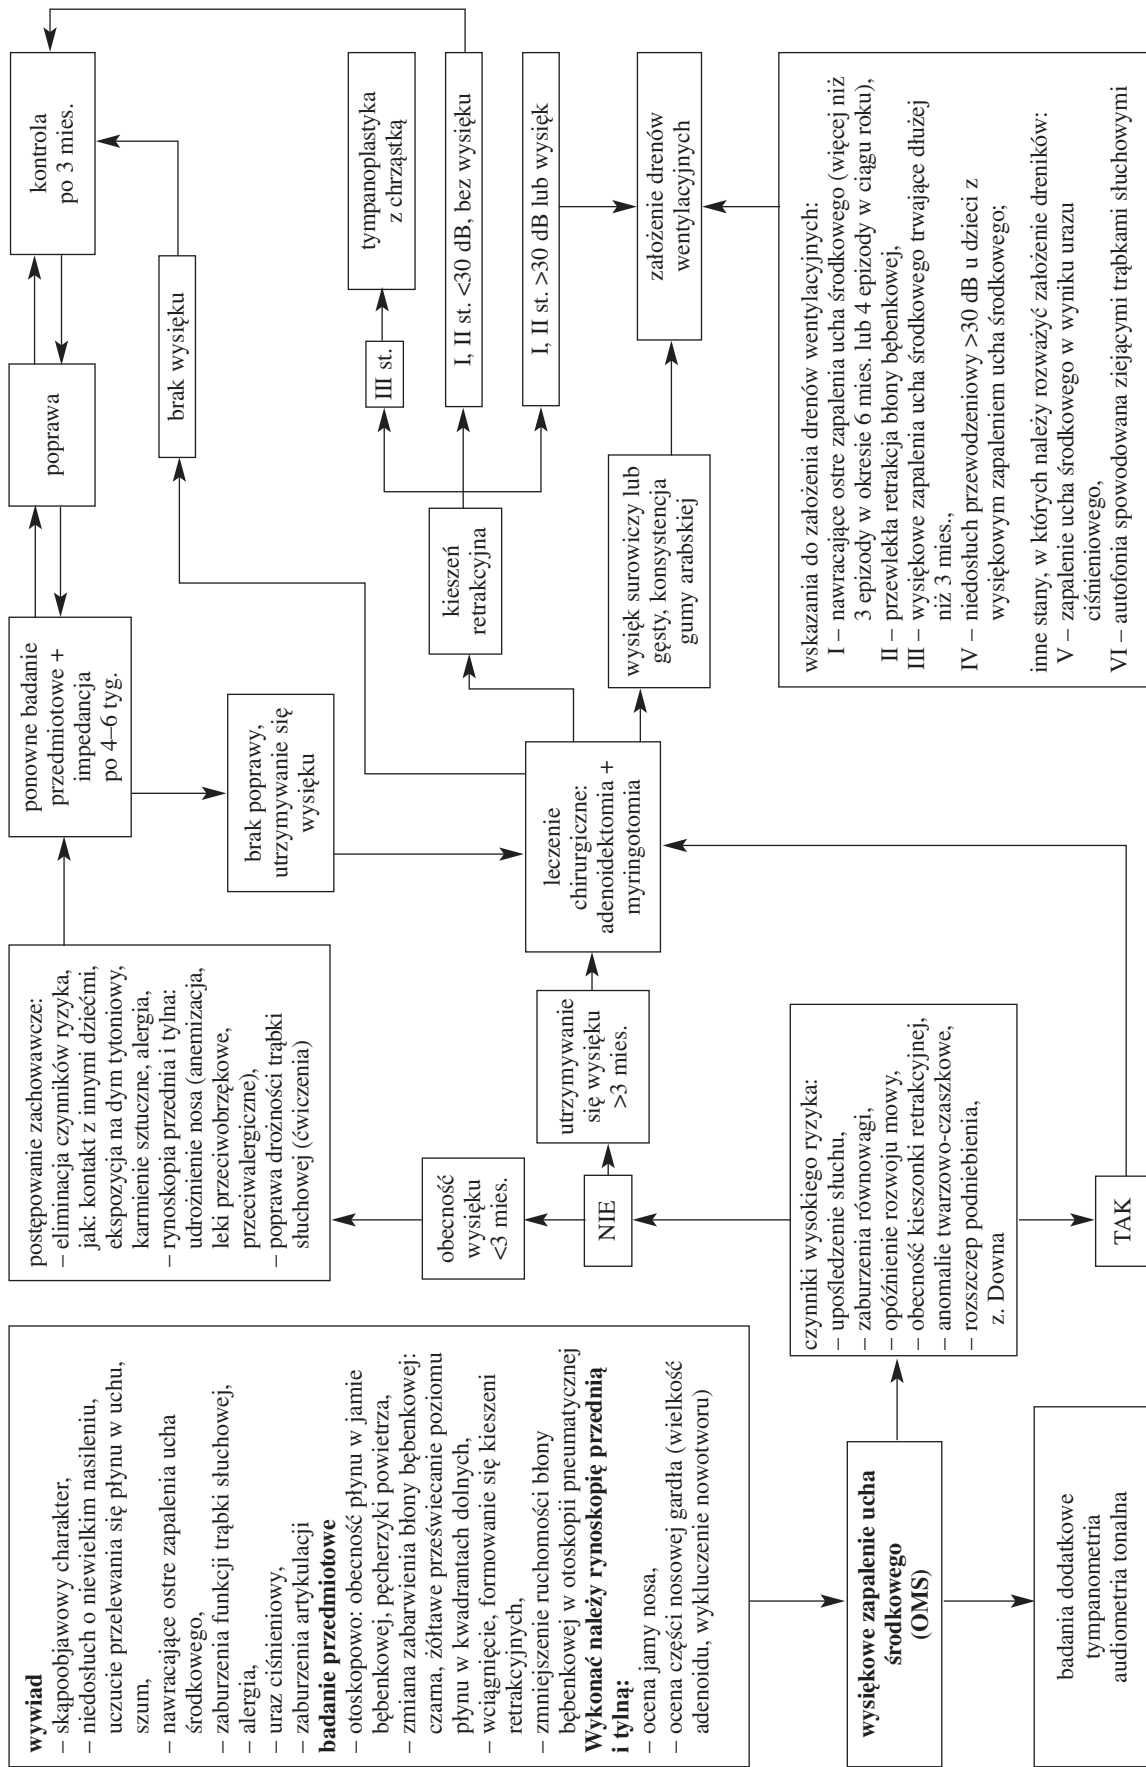 wywiad
– skąpoobjawowy charakter,
– niedosłuch o niewielkim nasileniu,
uczucie przelewania się płynu w uchu,
szum,
– nawracające ostre zapalenia ucha
środkowego,
– zaburzenia funkcji trąbki słuchowej,
– alergia,
– uraz ciśnieniowy,
– zaburzenia artykulacji
badanie przedmiotowe
– otoskopowo: obecność płynu w jamie
bębenkowej, pęcherzyki powietrza,
– zmiana zabarwienia błony bębenkowej:
czarna, żółtawe przeświecanie poziomu
płynu w kwadrantach dolnych,
– wciągnięcie, formowanie się kieszeni
retrakcyjnych,
– zmniejszenie ruchomości błony
bębenkowej w otoskopii pneumatycznej
Wykonać należy rynoskopię przednią
i tylną:
– ocena jamy nosa,
– ocena części nosowej gardła (wielkość
adenoidu, wykluczenie nowotworu)
wysiękowe zapalenie ucha
środkowego
(OMS)
badania dodatkowe
tympanometria
audiometria tonalna
czynniki wysokiego ryzyka:
– upośledzenie słuchu,
– zaburzenia równowagi,
– opóźnienie rozwoju mowy,
– obecność kieszonki retrakcyjnej,
– anomalie twarzowo-czaszkowe,
– rozszczep podniebienia,
z. Downa
TAK
NIE
obecność
wysięku
<3 mies.
utrzymywanie
się wysięku
>3 mies.
postępowanie zachowawcze:
– eliminacja czynników ryzyka,
jak: kontakt z innymi dziećmi,
ekspozycja na dym tytoniowy,
karmienie sztuczne, alergia,
– rynoskopia przednia i tylna:
udrożnienie nosa (anemizacja,
leki przeciwobrzękowe,
przeciwalergiczne),
– poprawa drożności trąbki
słuchowej (ćwiczenia)
ponowne badanie
przedmiotowe +
impedancja
po 4–6 tyg.
brak poprawy,
utrzymywanie się
wysięku
leczenie
chirurgiczne:
adenoidektomia +
myringotomia
poprawa
kontrola
po 3 mies.
brak wysięku
kieszeń
retrakcyjna
III st.
tympanoplastyka
z chrząstką
I, II st. <30 dB, bez wysięku
I, II st. >30 dB lub wysięk
wysięk surowiczy lub
gęsty, konsystencja
gumy arabskiej
założenie drenów
wentylacyjnych
wskazania do założenia drenów wentylacyjnych:
I – nawracające ostre zapalenia ucha środkowego (więcej niż
3 epizody w okresie 6 mies. lub 4 epizody w ciągu roku),
II – przewlekła retrakcja błony bębenkowej,
III – wysiękowe zapalenia ucha środkowego trwające dłużej
niż 3 mies.,
IV – niedosłuch przewodzeniowy >30 dB u dzieci z
wysiękowym zapaleniem ucha środkowego;
inne stany, w których należy rozważyć założenie dreników:
V – zapalenie ucha środkowego w wyniku urazu
ciśnieniowego,
VI – autofonia spowodowana ziejącymi trąbkami słuchowymi